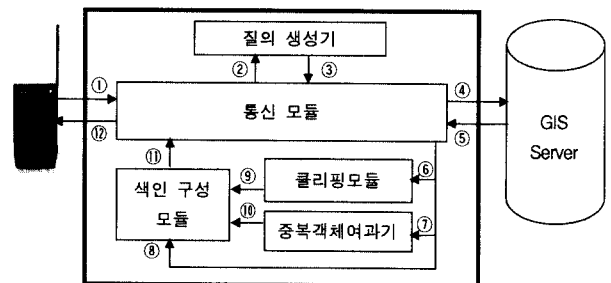 질의 생성기
② ③
① ④
통신 모듈
⑫ ⑤
GIS
Server
⑪
⑨ 클리핑모듈 ⑥
색인 구성
모듈
⑩ 중복객체여과기 ⑦
⑧